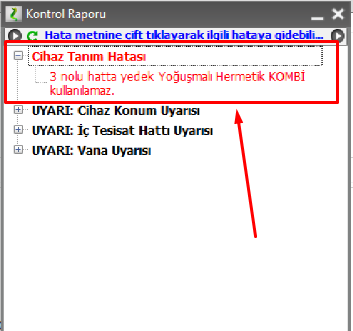 Kontrol Raporu
Hata metnine çift tıklayarak ilgili hataya gidebili...
Cihaz Tanım Hatası
3 nolu hatta yedek Yoğuşmalı Hermetik KOMBİ
kullanılamaz.
UYARI: Cihaz Konum Uyarısı
UYARI: İç Tesisat Hattı Uyarısı
UYARI: Vana Uyarısı